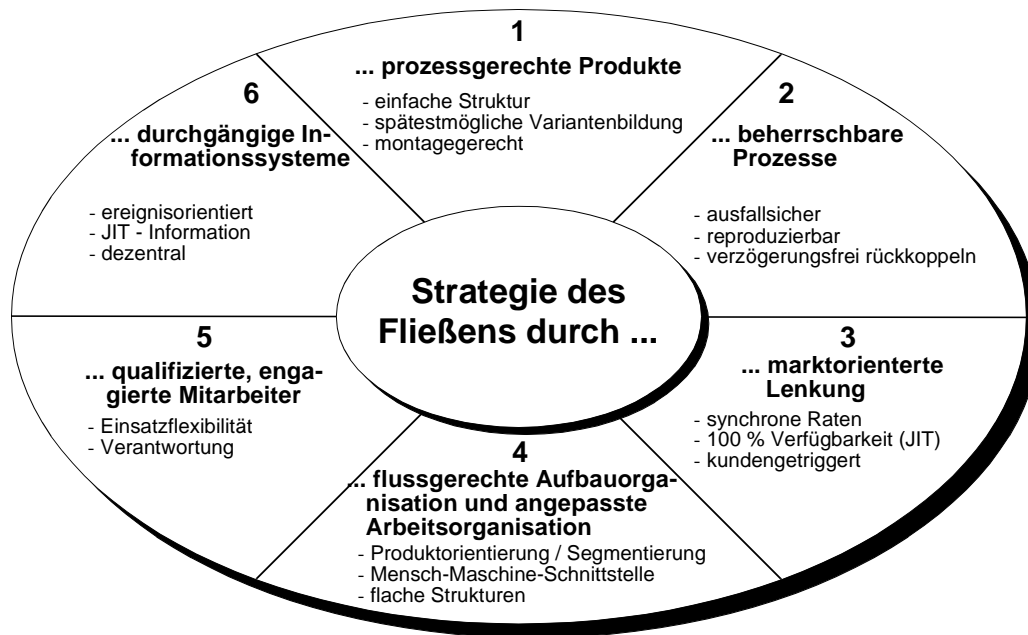 1
... prozessgerechte Produkte
- einfache Struktur
- spätestmögliche Variantenbildung
- montagegerecht
2
... beherrschbare
Prozesse
- ausfallsicher
- reproduzierbar
- verzögerungsfrei rückkoppeln
3
... marktorienterte
Lenkung
- synchrone Raten
- 100 % Verfügbarkeit (JIT)
- kundengetriggert
4
... flussgerechte Aufbauorga-
nisation und angepasste
Arbeitsorganisation
- Produktorientierung / Segmentierung
- Mensch-Maschine-Schnittstelle
- flache Strukturen
5
... qualifizierte, enga-
gierte Mitarbeiter
- Einsatzflexibilität
- Verantwortung
6
... durchgängige In-
formationssysteme
- ereignisorientiert
- JIT - Information
- dezentral
Strategie des
Fließens durch ...